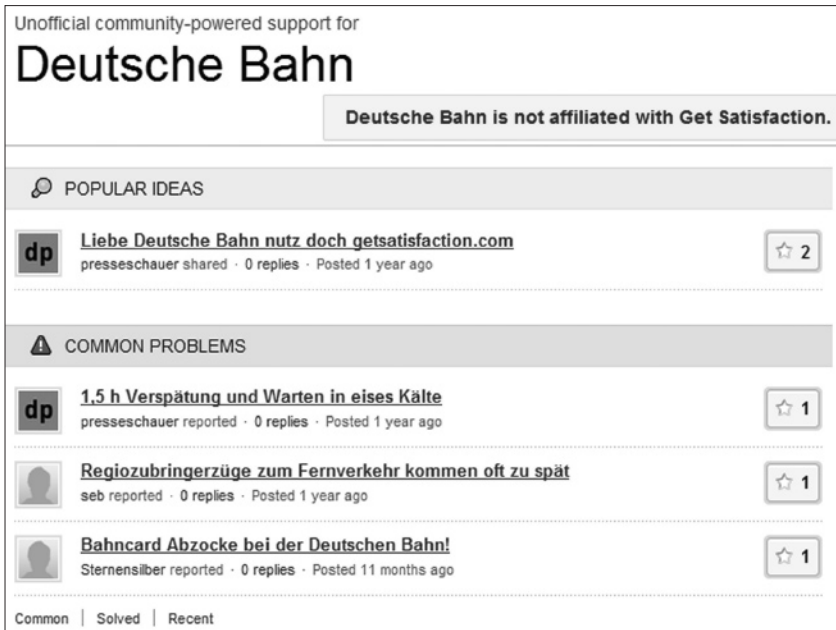 Unofficial community-powered support for
Deutsche Bahn
Deutsche Bahn is not affiliated with Get Satisfaction.
POPULAR IDEAS
dp
Liebe Deutsche Bahn nutz doch getsatisfaction.com
2
presseschauer shared · 0 replies · Posted 1 year ago
COMMON PROBLEMS
dp
1,5 h Verspätung und Warten in eises Kälte
1
presseschauer reported · 0 replies · Posted 1 year ago
Regiozubringerzüge zum Fernverkehr kommen oft zu spät
1
seb reported · 0 replies · Posted 1 year ago
Bahncard Abzocke bei der Deutschen Bahn!
1
Sternensilber reported · 0 replies · Posted 11 months ago
Common | Solved | Recent